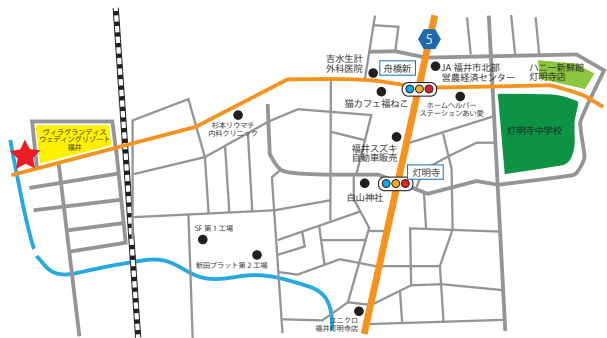 5
吉水生計
外科医院
舟橋新
JA 福井市北部
営農経済センター
ハニー新鮮館
灯明寺店
猫カフェ福ねこ
ホームヘルパー
ステーションあい愛
杉本リウマチ
内科クリニック
ヴィラグランディス
ウェディングリゾート
福井
灯明寺中学校
福井スズキ
自動車販売
灯明寺
白山神社
SF 第1工場
新田プラット第2工場
ユニクロ
福井灯明寺店